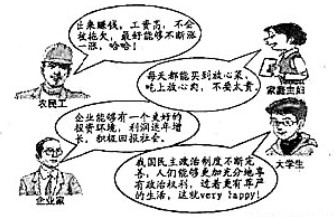 出来赚钱,工资高,不会
被拖欠,最好能够不断涨
一涨,哈哈!
农民工
每天都能买到放心菜,
吃上放心肉,不要太贵。
家庭主妇
企业能够有一个更好的
投资环境,利润逐年增
长,积极回报社会。
企业家
我国民主政治制度不断完
善,人们能够更加充分地享
有政治权利,过着更有尊严
的生活,这就very happy!
大学生